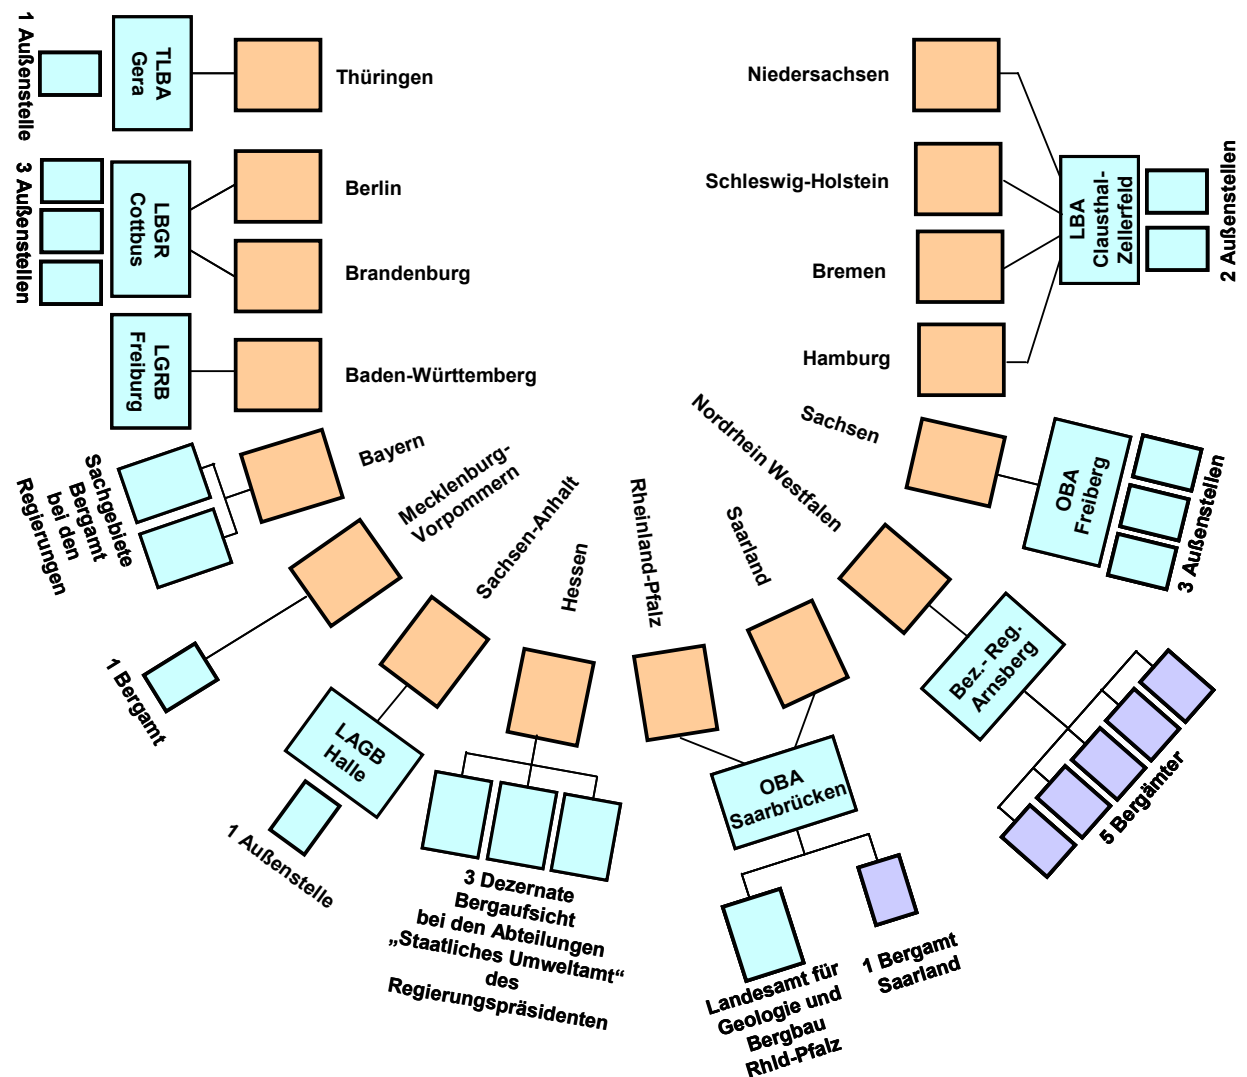 1 Außenstelle
TLBA
Gera
Thüringen
3 Außenstellen
LBGR
Cottbus
Berlin
Brandenburg
LGRB
Freiburg
Baden-Württemberg
Sachgebiete
Bergamt
bei den
Regierungen
Bayern
1 Bergamt
Mecklenburg-
Vorpommern
Sachsen-Anhalt
LAGB
Halle
1 Außenstelle
Hessen
3 Dezernate
Bergaufsicht
bei den Abteilungen
„Staatliches Umweltamt“
des
Regierungspräsidenten
Rheinland-Pfalz
Saarland
OBA
Saarbrücken
Landesamt für
Geologie und
Bergbau
Rhld-Pfalz
1 Bergamt
Saarland
Nordrhein Westfalen
Bez.- Reg.
Arnsberg
5 Bergämter
Sachsen
OBA
Freiberg
3 Außenstellen
Niedersachsen
Schleswig-Holstein
Bremen
Hamburg
LBA
Clausthal-
Zellerfeld
2 Außenstellen